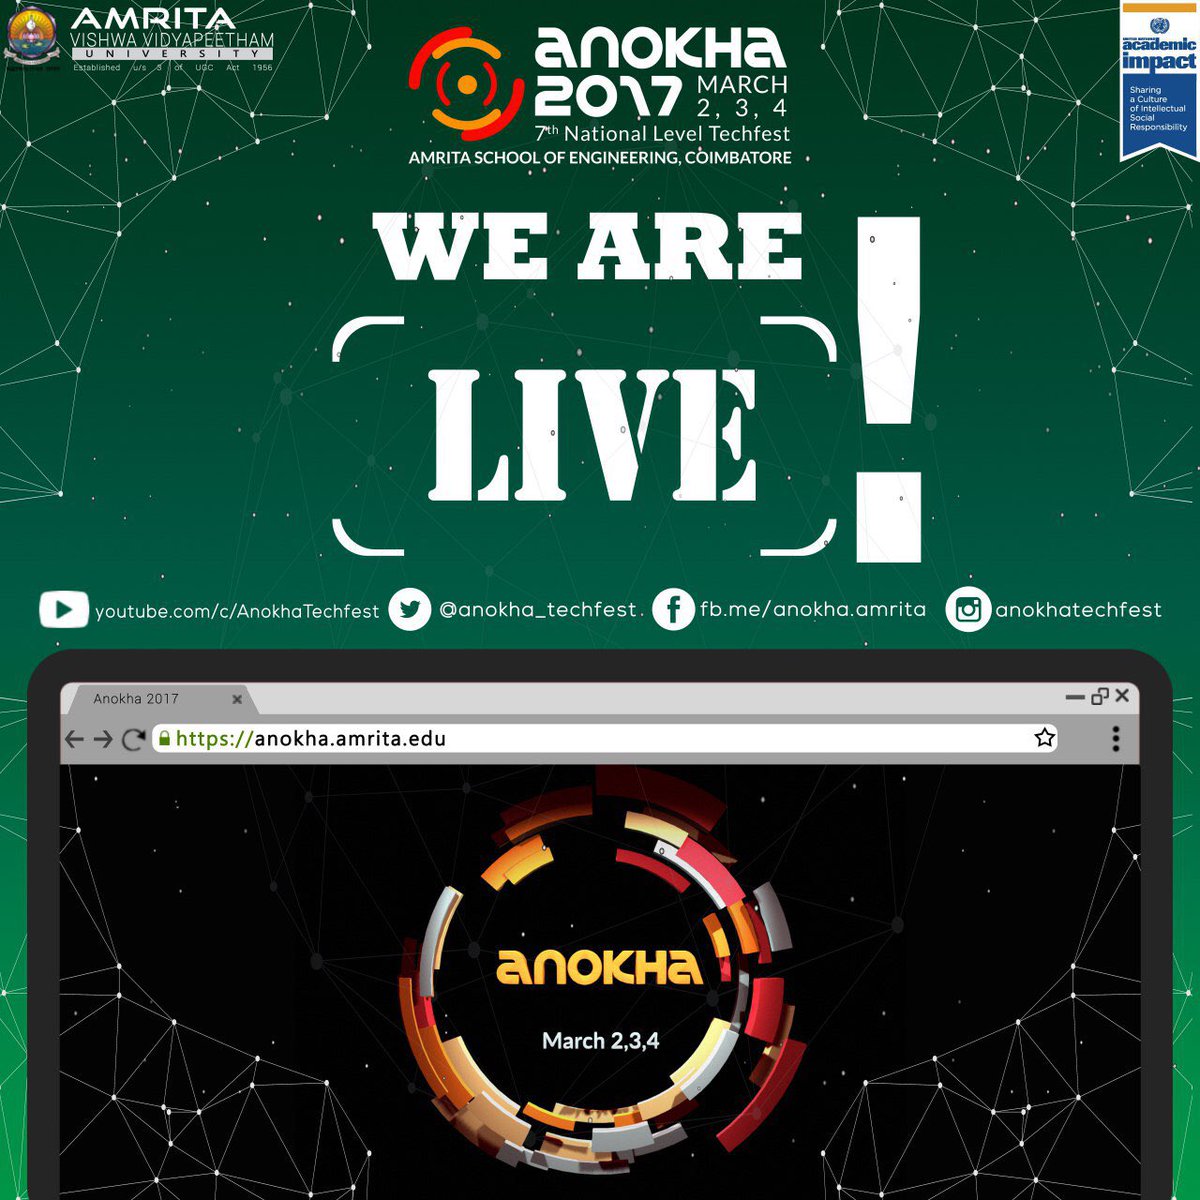 AMRITA
VISHWA VIDYAPEETHAM
UNIVERSITY
Established u/s 3 of UGC Act 1956
ANOKHA
2017
MARCH
2, 3, 4
7th National Level Techfest
AMRITA SCHOOL OF ENGINEERING, COIMBATORE
UNITED NATIONS
academic
impact
Sharing
a Culture
of Intellectual
Social
Responsibility
WE ARE
LIVE!
youtube.com/c/AnokhaTechfest
@anokha_techfest.
fb.me/anokha.amrita
anokhatechfest
Anokha 2017
https://anokha.amrita.edu
ANOKHA
March 2,3,4